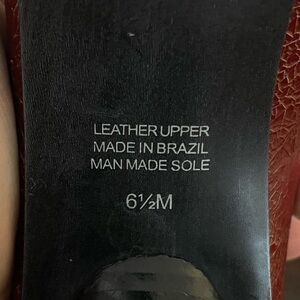 LEATHER UPPER
MADE IN BRAZIL
MAN MADE SOLE
6½M